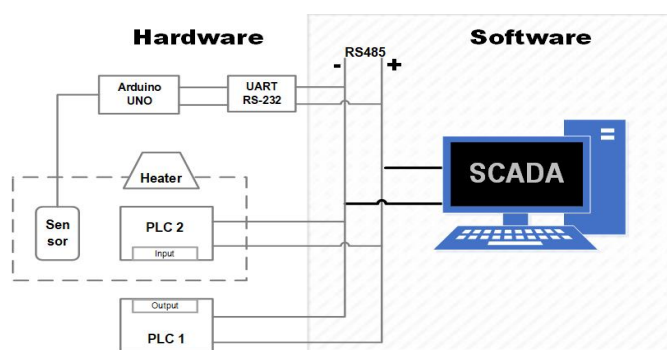 Hardware
Software
RS485
- +
Arduino
UNO
UART
RS-232
Heater
SCADA
Sen
sor
PLC 2
Input
Output
PLC 1